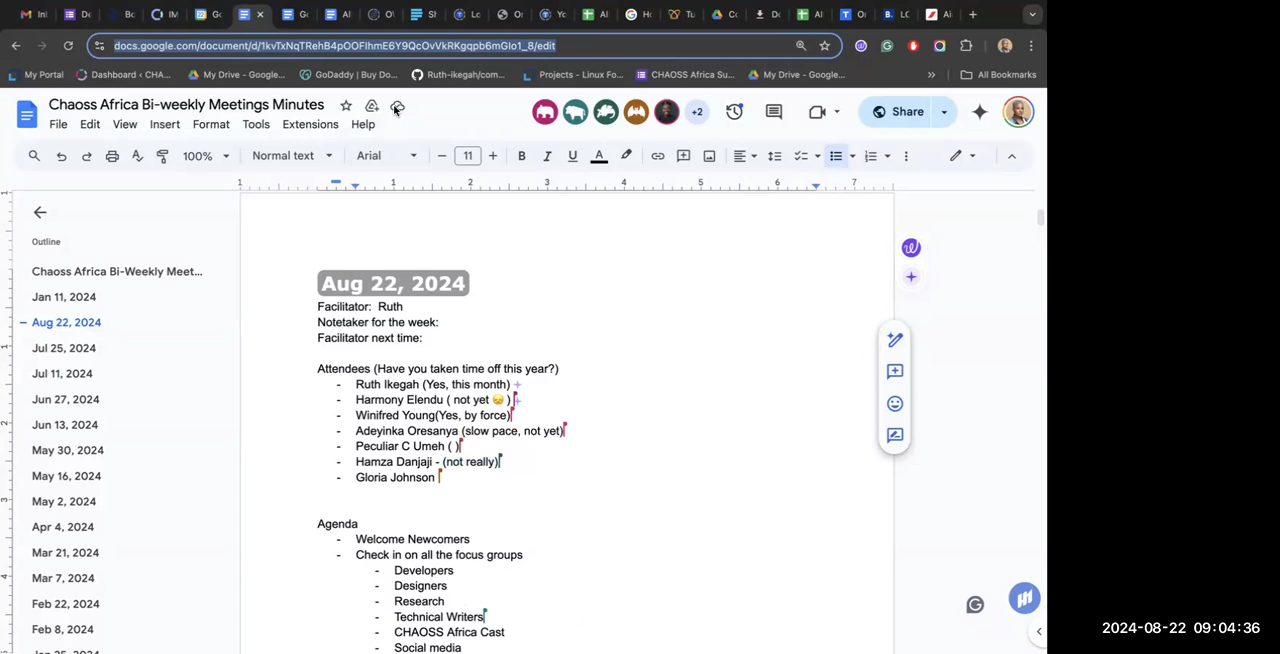 docs.google.com/document/d/1kvTxNqTRehB4pOOFIhmE6Y9QcOvVkRKgqpb6mGIo1_8/edit
My Portal
Dashboard ‹ CHA...
My Drive - Google...
GoDaddy | Buy Do...
Ruth-ikegah/com...
Projects – Linux Fo...
CHAOSS Africa Su...
My Drive – Google...
»
All Bookmarks
Chaoss Africa Bi-weekly Meetings Minutes
+2
Share
File Edit View Insert Format Tools Extensions Help
100% Normal text Arial 11
1 1 2 3 4 5 6 7
Outline
Chaoss Africa Bi-Weekly Meet...
Jan 11, 2024
Aug 22, 2024
Jul 25, 2024
Jul 11, 2024
Jun 27, 2024
Jun 13, 2024
May 30, 2024
May 16, 2024
May 2, 2024
Apr 4, 2024
Mar 21, 2024
Mar 7, 2024
Feb 22, 2024
Feb 8, 2024
Aug 22, 2024
Facilitator: Ruth
Notetaker for the week:
Facilitator next time:
Attendees (Have you taken time off this year?)
- Ruth Ikegah (Yes, this month)
- Harmony Elendu ( not yet 😞 )
- Winifred Young(Yes, by force)
- Adeyinka Oresanya (slow pace, not yet)
- Peculiar C Umeh ( )
- Hamza Danjaji - (not really)
- Gloria Johnson
Agenda
- Welcome Newcomers
- Check in on all the focus groups
- Developers
- Designers
- Research
- Technical Writers
- CHAOSS Africa Cast
- Social media
2024-08-22 09:04:36